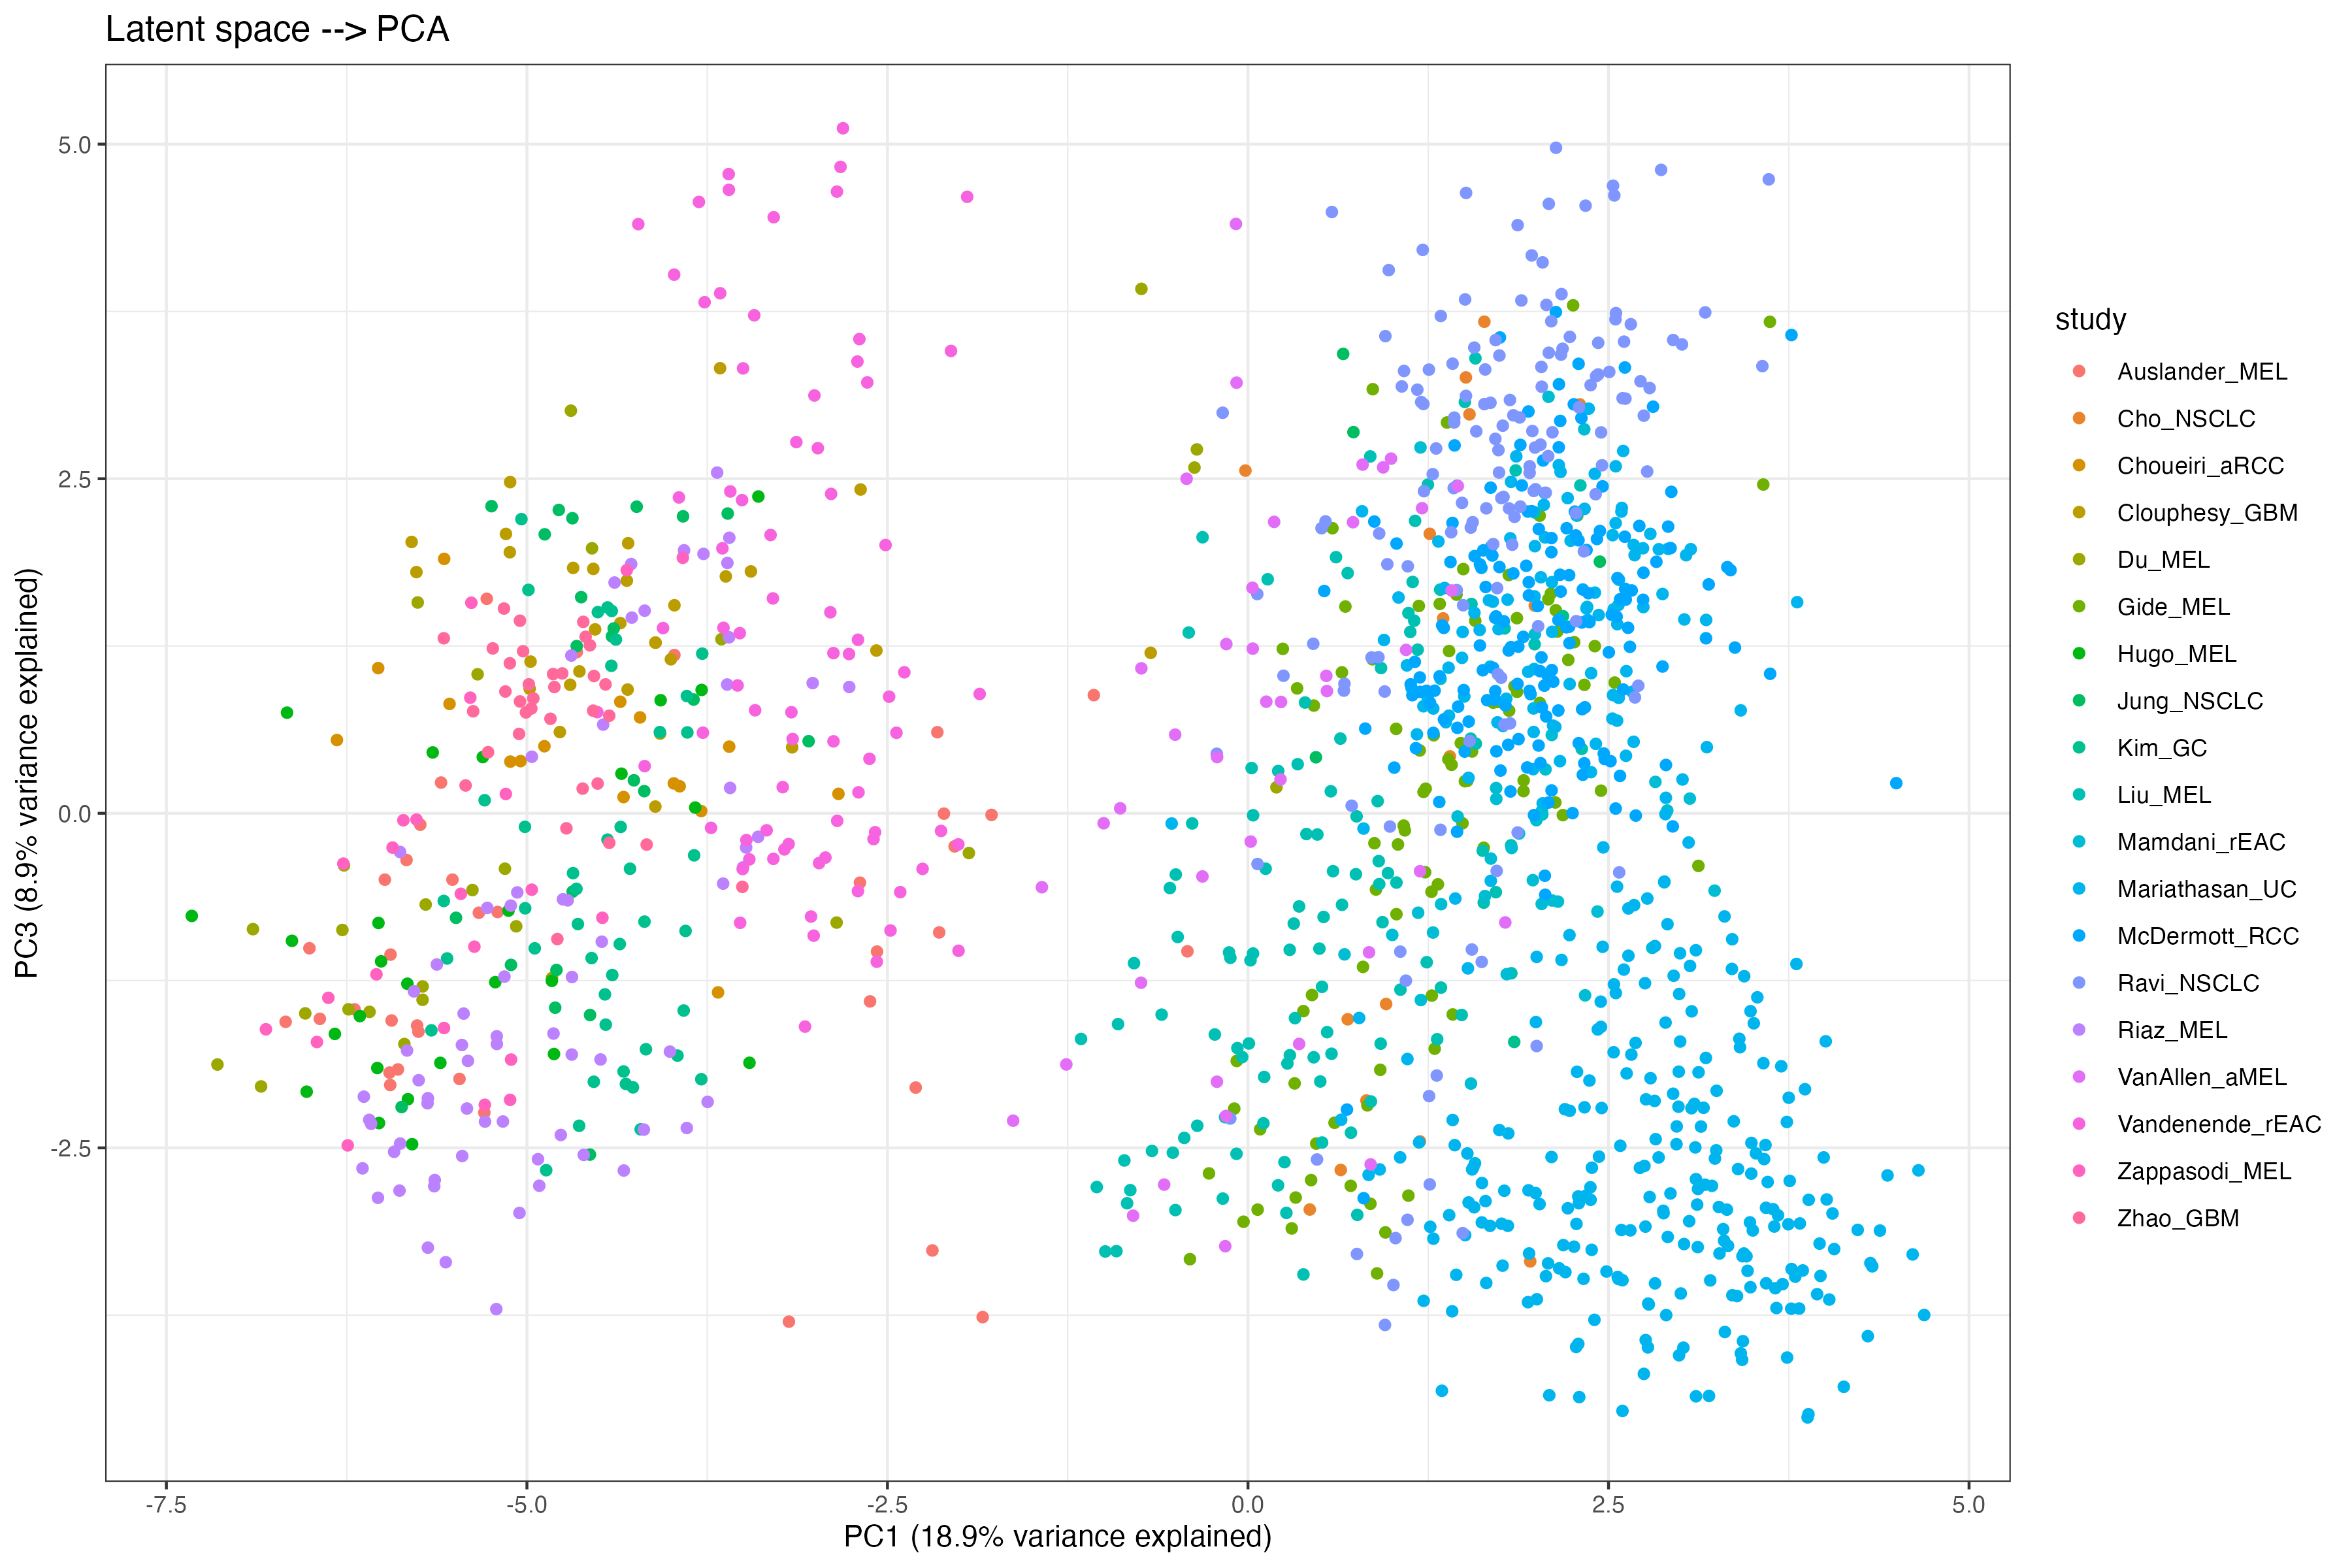 Latent space --> PCA
PC3 (8.9% variance explained)
5.0
2.5
0.0
-2.5
-7.5
-5.0
-2.5
0.0
2.5
5.0
PC1 (18.9% variance explained)
study
Auslander_MEL
Cho_NSCLC
Choueiri_aRCC
Clouphesy_GBM
Du_MEL
Gide_MEL
Hugo_MEL
Jung_NSCLC
Kim_GC
Liu_MEL
Mamdani_rEAC
Mariathasan_UC
McDermott_RCC
Ravi_NSCLC
Riaz_MEL
VanAllen_aMEL
Vandenende_rEAC
Zappasodi_MEL
Zhao_GBM